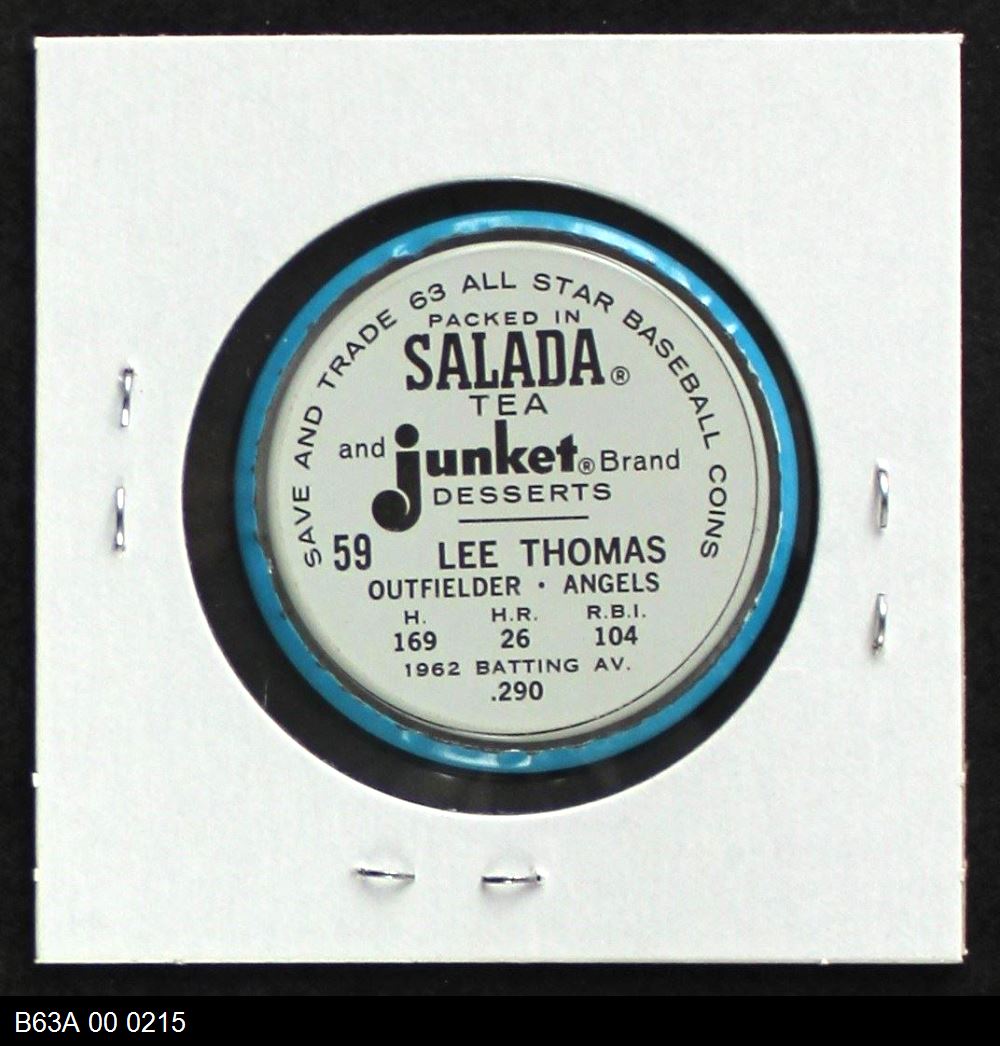 SAVE AND TRADE 63 ALL STAR BASEBALL COINS
PACKED IN
SALADA®
TEA
and junket® Brand
DESSERTS
59 LEE THOMAS
OUTFIELDER · ANGELS
H. H.R. R.B.I.
169 26 104
1962 BATTING AV.
.290
B63A 00 0215